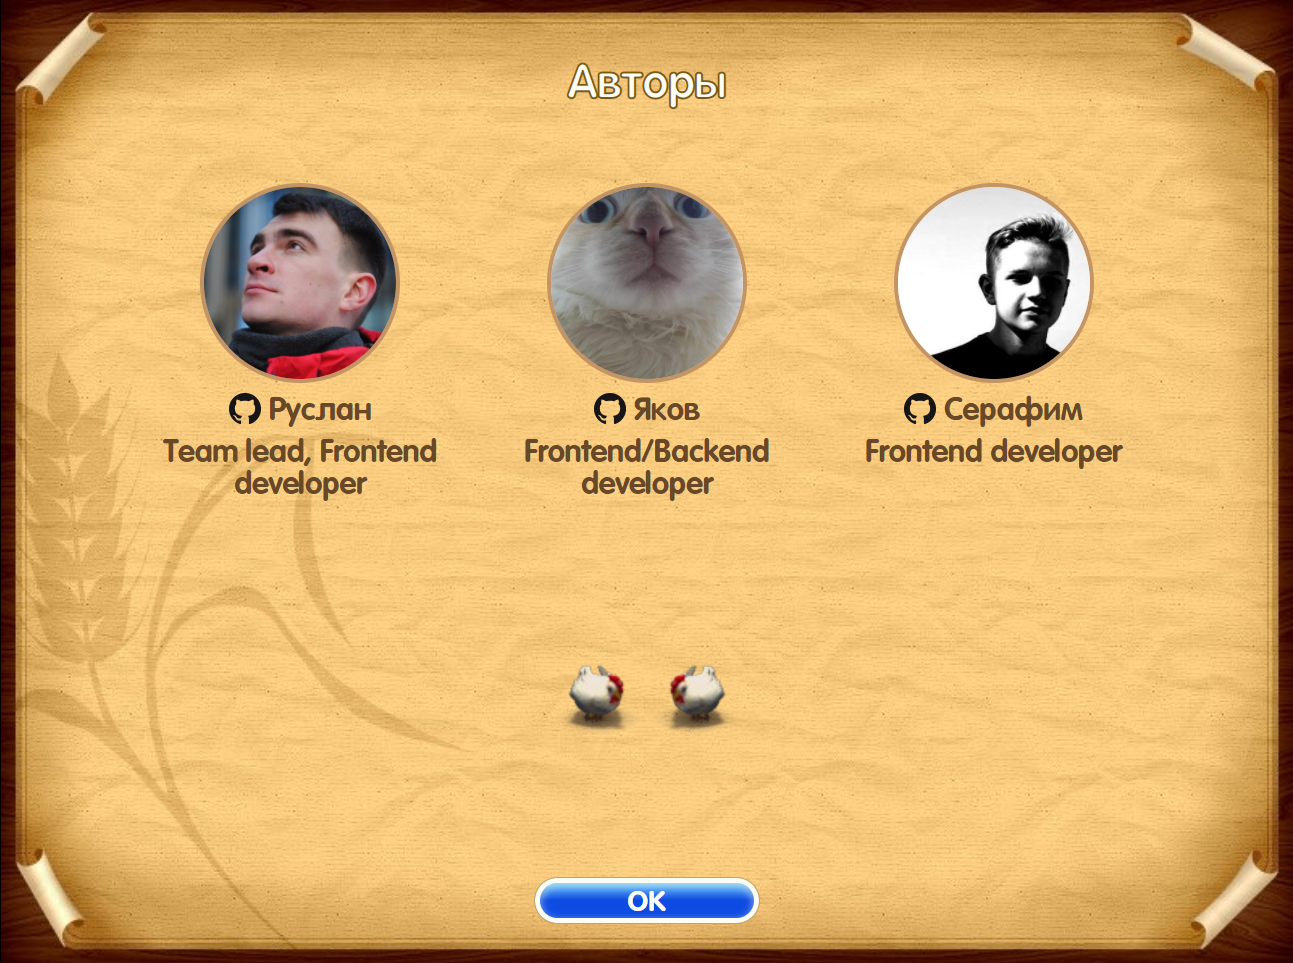 Авторы
Руслан
Team lead, Frontend
developer
Яков
Frontend/Backend
developer
Серафим
Frontend developer
OK